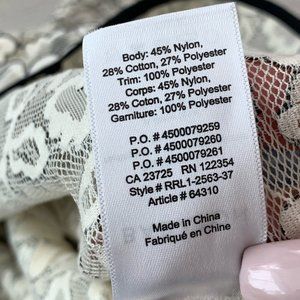 Body: 45% Nylon,
28% Cotton, 27% Polyester
Trim: 100% Polyester
Corps: 45% Nylon,
28% Coton, 27% Polyester
Garniture: 100% Polyester
P.O. # 4500079259
P.O. # 4500079260
P.O. # 4500079261
CA 23725 RN 122354
Style # RRL1-2563-37
Article # 64310
Made in China
Fabriqué en Chine